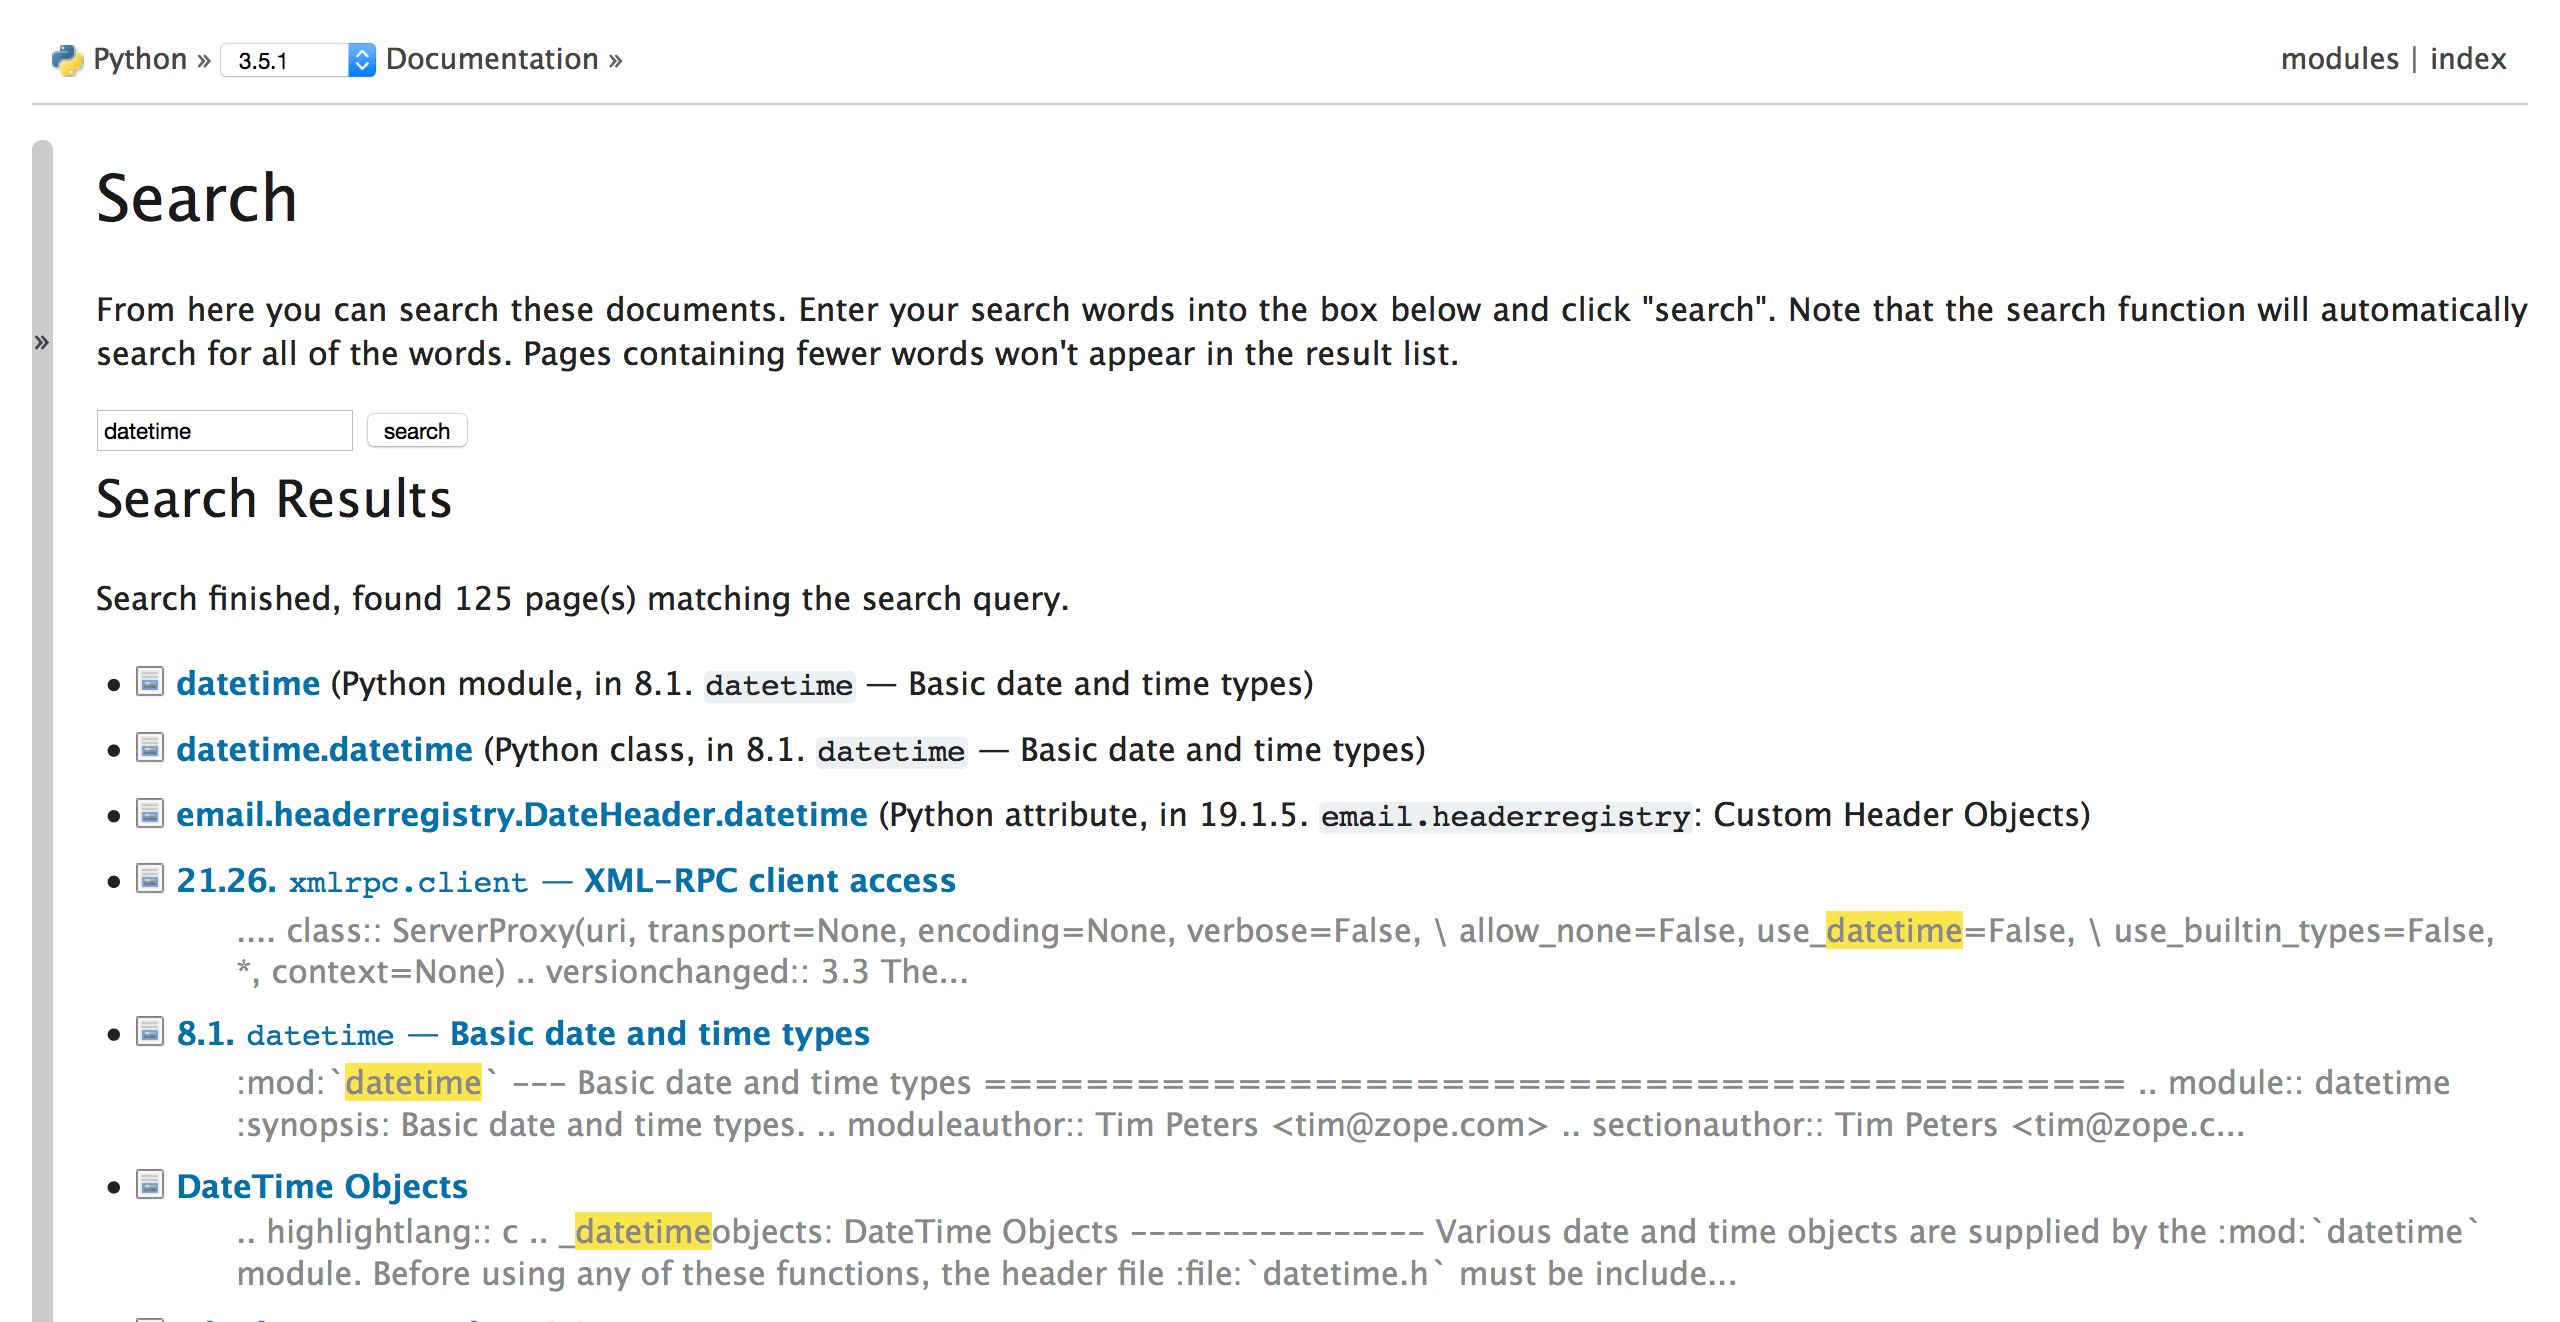 Python » 3.5.1 Documentation » modules | index
Search
From here you can search these documents. Enter your search words into the box below and click "search". Note that the search function will automatically
search for all of the words. Pages containing fewer words won't appear in the result list.
»
datetime search
Search Results
Search finished, found 125 page(s) matching the search query.
• datetime (Python module, in 8.1. datetime — Basic date and time types)
• datetime.datetime (Python class, in 8.1. datetime — Basic date and time types)
• email.headerregistry.DateHeader.datetime (Python attribute, in 19.1.5. email.headerregistry: Custom Header Objects)
• 21.26. xmlrpc.client — XML-RPC client access
.... class:: ServerProxy(uri, transport=None, encoding=None, verbose=False, \ allow_none=False, use_datetime=False, \ use_builtin_types=False,
*, context=None) .. versionchanged:: 3.3 The...
• 8.1. datetime — Basic date and time types
:mod:`datetime` --- Basic date and time types ============================================= .. module:: datetime
:synopsis: Basic date and time types. .. moduleauthor:: Tim Peters <tim@zope.com> .. sectionauthor:: Tim Peters <tim@zope.c...
• DateTime Objects
.. highlightlang:: c .. _datetimeobjects: DateTime Objects ---------------- Various date and time objects are supplied by the :mod:`datetime`
module. Before using any of these functions, the header file :file:`datetime.h` must be include...